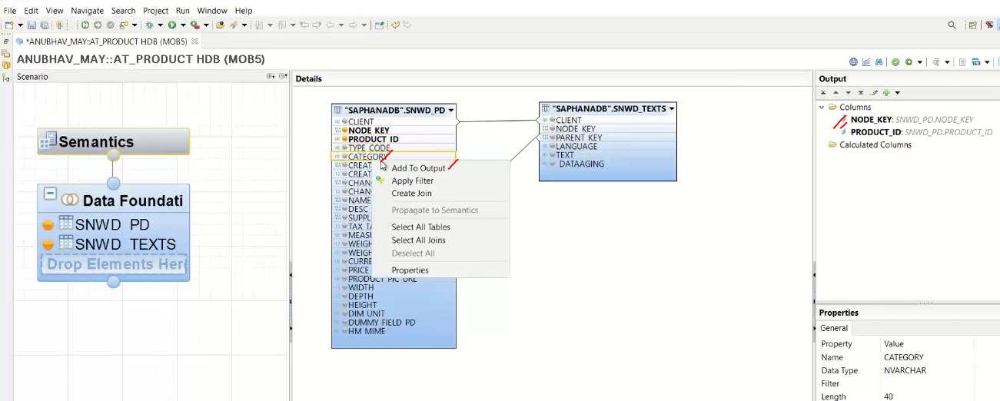 File Edit View Navigate Search Project Run Window Help
*ANUBHAV_MAY::AT_PRODUCT HDB (MOB5)
ANUBHAV_MAY::AT_PRODUCT HDB (MOB5)
Scenario
Semantics
Data Foundati
SNWD PD
SNWD TEXTS
Drop Elements Here
Details
"SAPHANADB".SNWD_PD
CLIENT
NODE KEY
PRODUCT ID
TYPE CODE
CATEGORY
CREAT
CREAT
CHAN
CHAN
NAME
DESC
SUPPL
TAX TA
MEASU
WEIGH
WEIGH
CURRE
PRICE
PRODUCT PIC URL
WIDTH
DEPTH
HEIGHT
DIM UNIT
DUMMY FIELD PD
HM MIME
Add To Output
Apply Filter
Create Join
Propagate to Semantics
Select All Tables
Select All Joins
Deselect All
Properties
"SAPHANADB".SNWD_TEXTS
CLIENT
NODE KEY
PARENT KEY
LANGUAGE
TEXT
DATAAGING
Output
Columns
NODE_KEY: SNWD_PD.NODE_KEY
PRODUCT_ID: SNWD_PD.PRODUCT_ID
Calculated Columns
Properties
General
Property Value
Name CATEGORY
Data Type NVARCHAR
Filter
Length 40